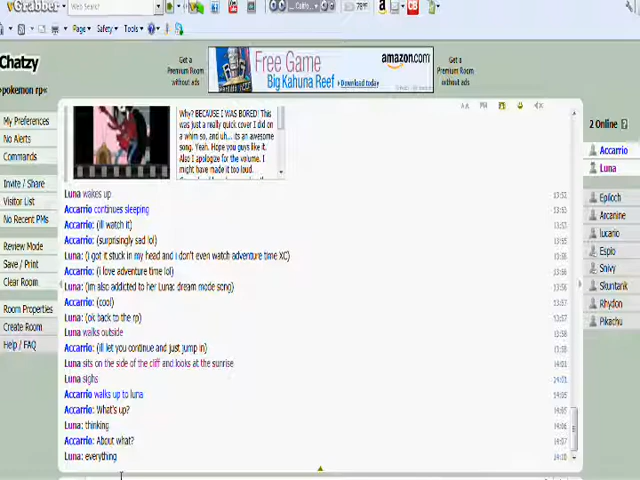 vGrabber Web Search
Page Safety Tools
Chatzy
»pokemon rp«
Get a
Premium Room
without ads
Free Game
Big Kahuna Reef
Download today
amazon.com
Get a
Premium Room
without ads
My Preferences
No Alerts
Commands
Invite / Share
Visitor List
No Recent PMs
Review Mode
Save / Print
Clear Room
Room Properties
Create Room
Help / FAQ
Why? BECAUSE I WAS BORED! This
was just a really quick cover I did on
a whim so, and uh... its an awesome
song. Yeah. Hope you guys like it.
Also I apologize for the volume. I
might have made it too loud.
Luna wakes up
Accarrio continues sleeping
Accarrio: (ill watch it)
Accarrio: (surprisingly sad lol)
Luna: (i got it stuck in my head and i don't even watch adventure time XC)
Accarrio: (i love adventure time lol)
Luna: (im also addicted to her Luna: dream mode song)
Accarrio: (cool)
Luna: (ok back to the rp)
Luna walks outside
Accarrio: (ill let you continue and just jump in)
Luna sits on the side of the cliff and looks at the sunrise
Luna sighs
Accarrio walks up to luna
Accarrio: What's up?
Luna: thinking
Accarrio: About what?
Luna: everything
2 Online
Accarrio
Luna
Epiloch
Arcanine
lucario
Espio
Snivy
Skuntank
Rhydon
Pikachu